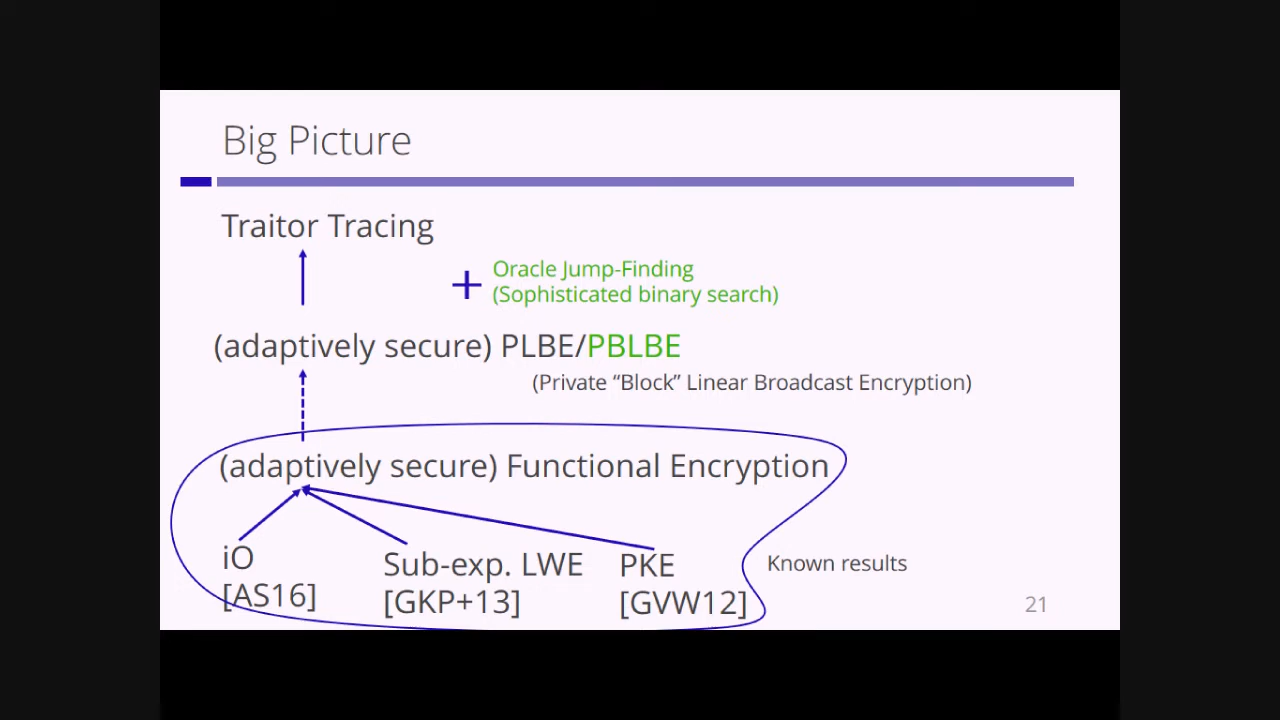 Big Picture
Traitor Tracing
+ Oracle Jump-Finding
(Sophisticated binary search)
(adaptively secure) PLBE/PBLBE
(Private “Block” Linear Broadcast Encryption)
(adaptively secure) Functional Encryption
iO Sub-exp. LWE PKE
[AS16] [GKP+13] [GVW12]
Known results
21